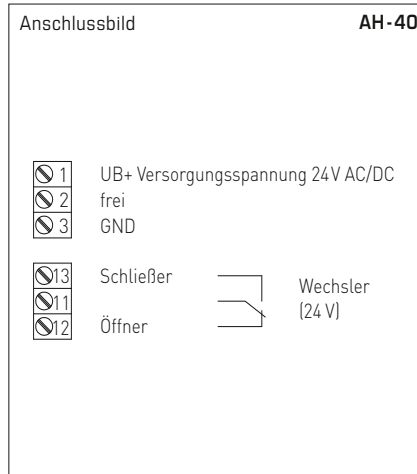 Anschlussbild AH-40
1 UB+ Versorgungsspannung 24V AC/DC
2 frei
3 GND
13 Schließer
11
12 Öffner
Wechsler
(24 V)